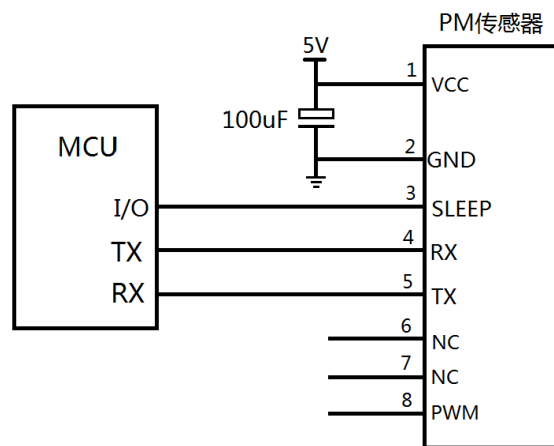 PM传感器
5V
1
VCC
100uF
MCU
2
GND
I/O
3
SLEEP
TX
4
RX
RX
5
TX
6
NC
7
NC
8
PWM